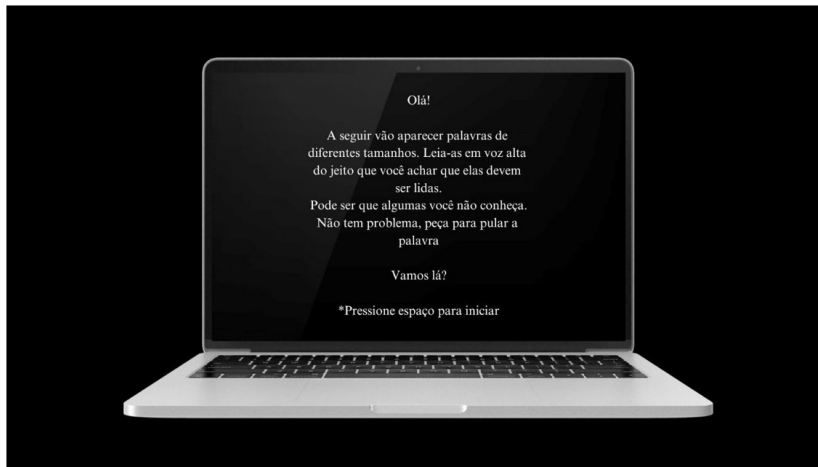 Olá!
A seguir vão aparecer palavras de
diferentes tamanhos. Leia-as em voz alta
do jeito que você achar que elas devem
ser lidas.
Pode ser que algumas você não conheça.
Não tem problema, peça para pular a
palavra
Vamos lá?
*Pressione espaço para iniciar